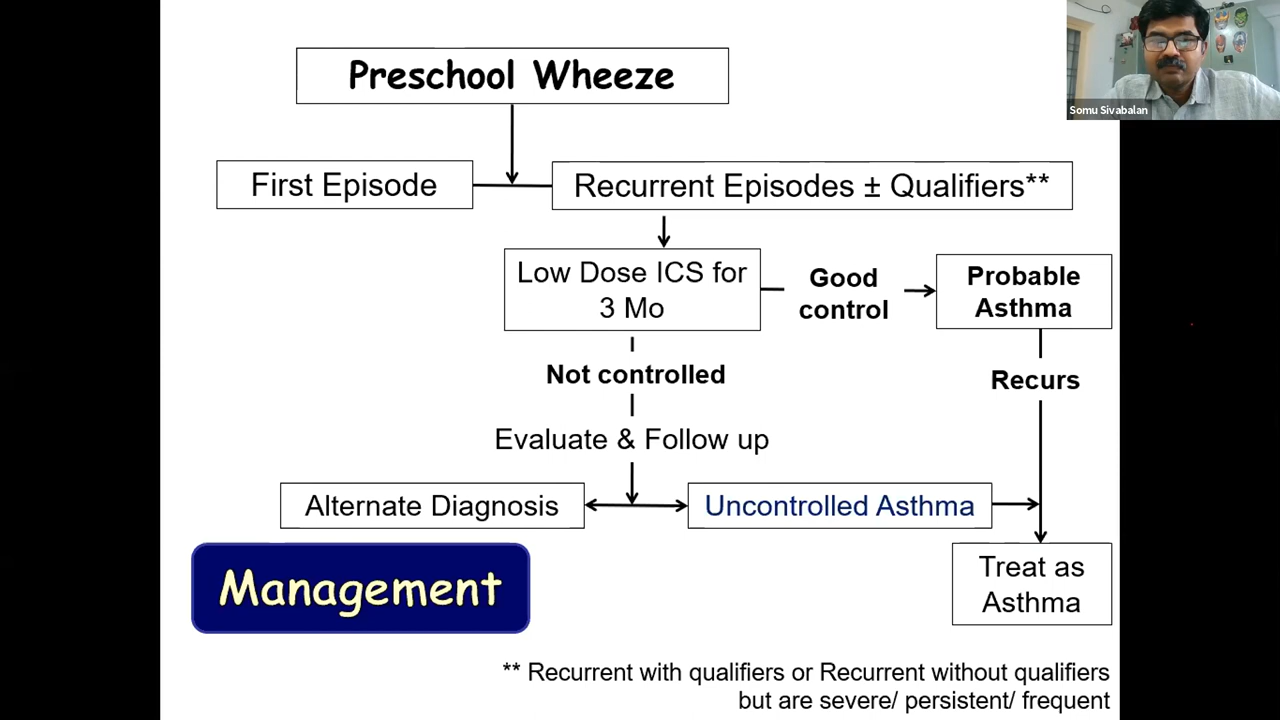 Somu Sivabalan
Preschool Wheeze
First Episode
Recurrent Episodes ± Qualifiers**
Low Dose ICS for
3 Mo
Good
control
Probable
Asthma
Not controlled
Recurs
Evaluate & Follow up
Alternate Diagnosis
Uncontrolled Asthma
Treat as
Asthma
Management
** Recurrent with qualifiers or Recurrent without qualifiers
but are severe/ persistent/ frequent